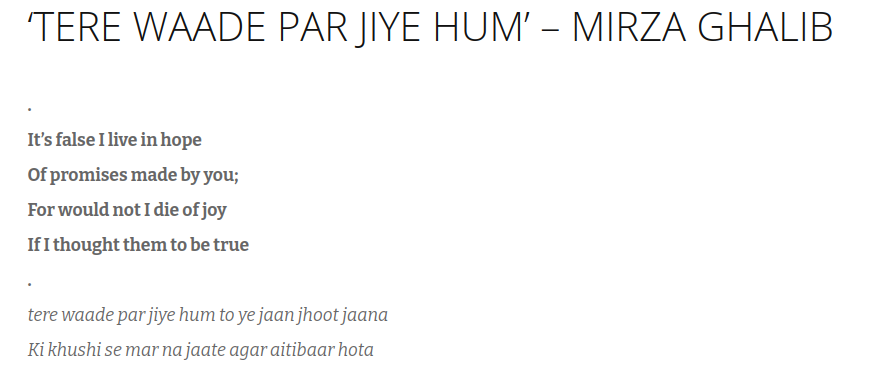 ‘TERE WAADE PAR JIYE HUM’ – MIRZA GHALIB
.
It’s false I live in hope
Of promises made by you;
For would not I die of joy
If I thought them to be true
.
tere waade par jiye hum to ye jaan jhoot jaana
Ki khushi se mar na jaate agar aitibaar hota